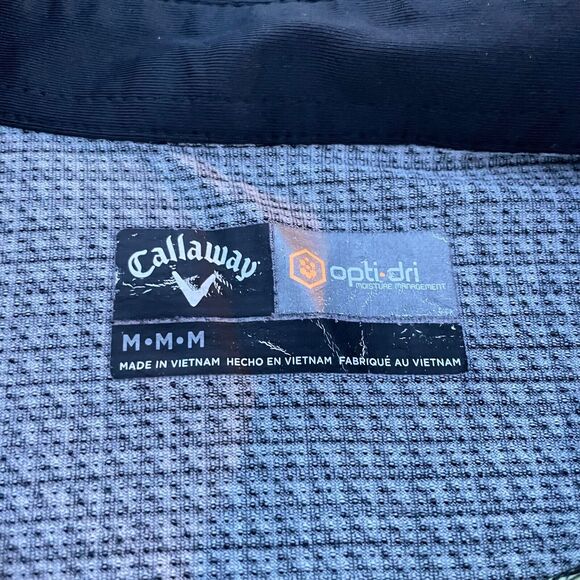 Callaway
opti·dri
MOISTURE MANAGEMENT
M•M•M
MADE IN VIETNAM HECHO EN VIETNAM FABRIQUÉ AU VIETNAM